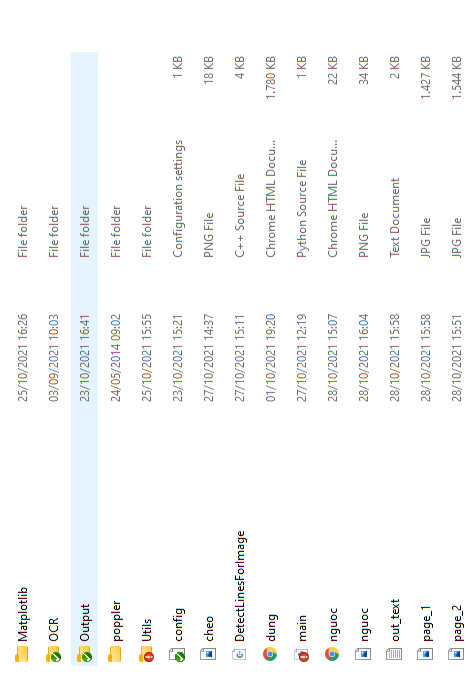 Matplotlib 25/10/2021 16:26 File folder
OCR 03/09/2021 10:03 File folder
Output 23/10/2021 16:41 File folder
poppler 24/05/2014 09:02 File folder
Utils 25/10/2021 15:55 File folder
config 23/10/2021 15:21 Configuration settings 1 KB
cheo 27/10/2021 14:37 PNG File 18 KB
DetectLinesForImage 27/10/2021 15:11 C++ Source File 4 KB
dung 01/10/2021 19:20 Chrome HTML Docu... 1.780 KB
main 27/10/2021 12:19 Python Source File 1 KB
nguoc 28/10/2021 15:07 Chrome HTML Docu... 22 KB
nguoc 28/10/2021 16:04 PNG File 34 KB
out_text 28/10/2021 15:58 Text Document 2 KB
page_1 28/10/2021 15:58 JPG File 1.427 KB
page_2 28/10/2021 15:51 JPG File 1.544 KB